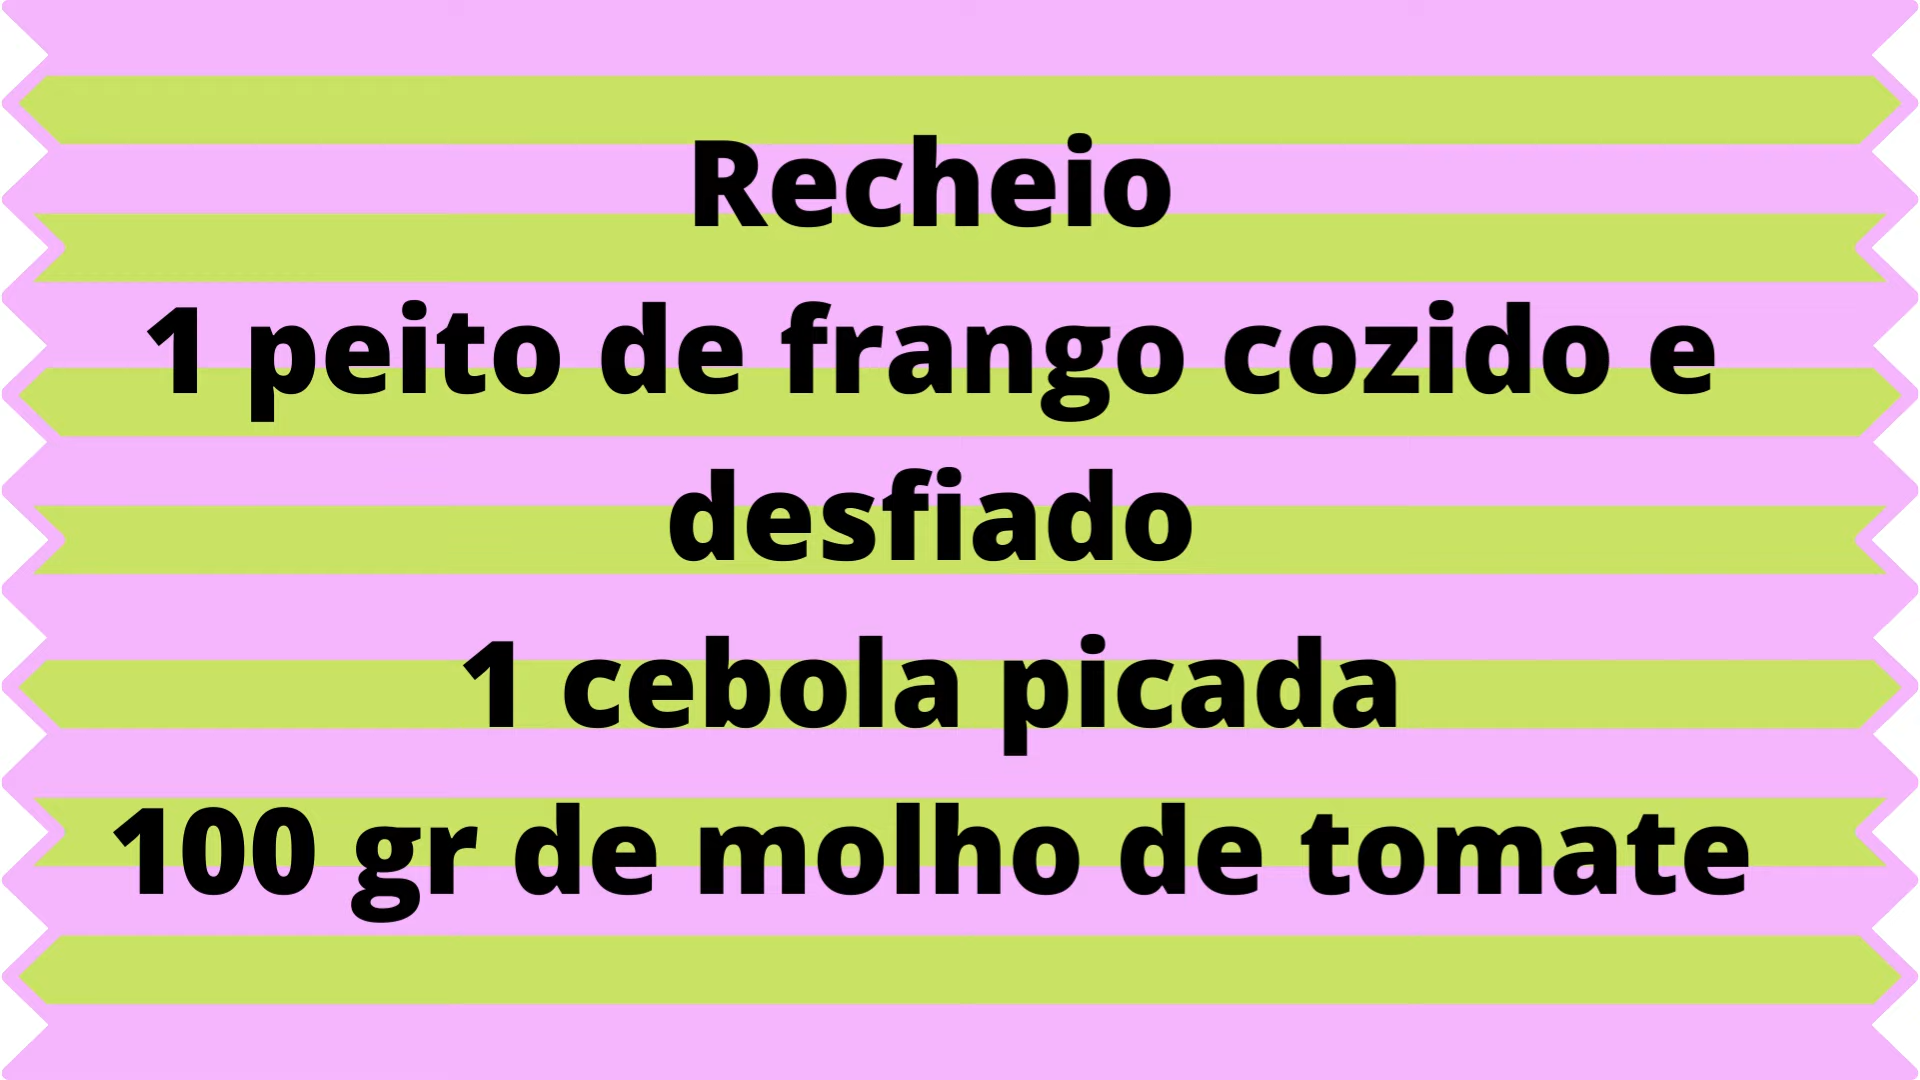 Recheio
1 peito de frango cozido e
desfiado
1 cebola picada
100 gr de molho de tomate